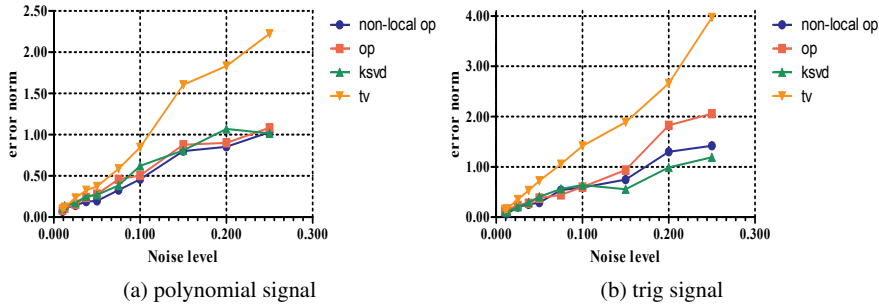 2.50
2.00
1.50
1.00
0.50
0.00
error norm
0.000
0.100
0.200
0.300
Noise level
non-local op
op
ksvd
tv
(a) polynomial signal
4.00
3.00
2.00
1.00
0.00
error norm
0.000
0.100
0.200
0.300
Noise level
non-local op
op
ksvd
tv
(b) trig signal